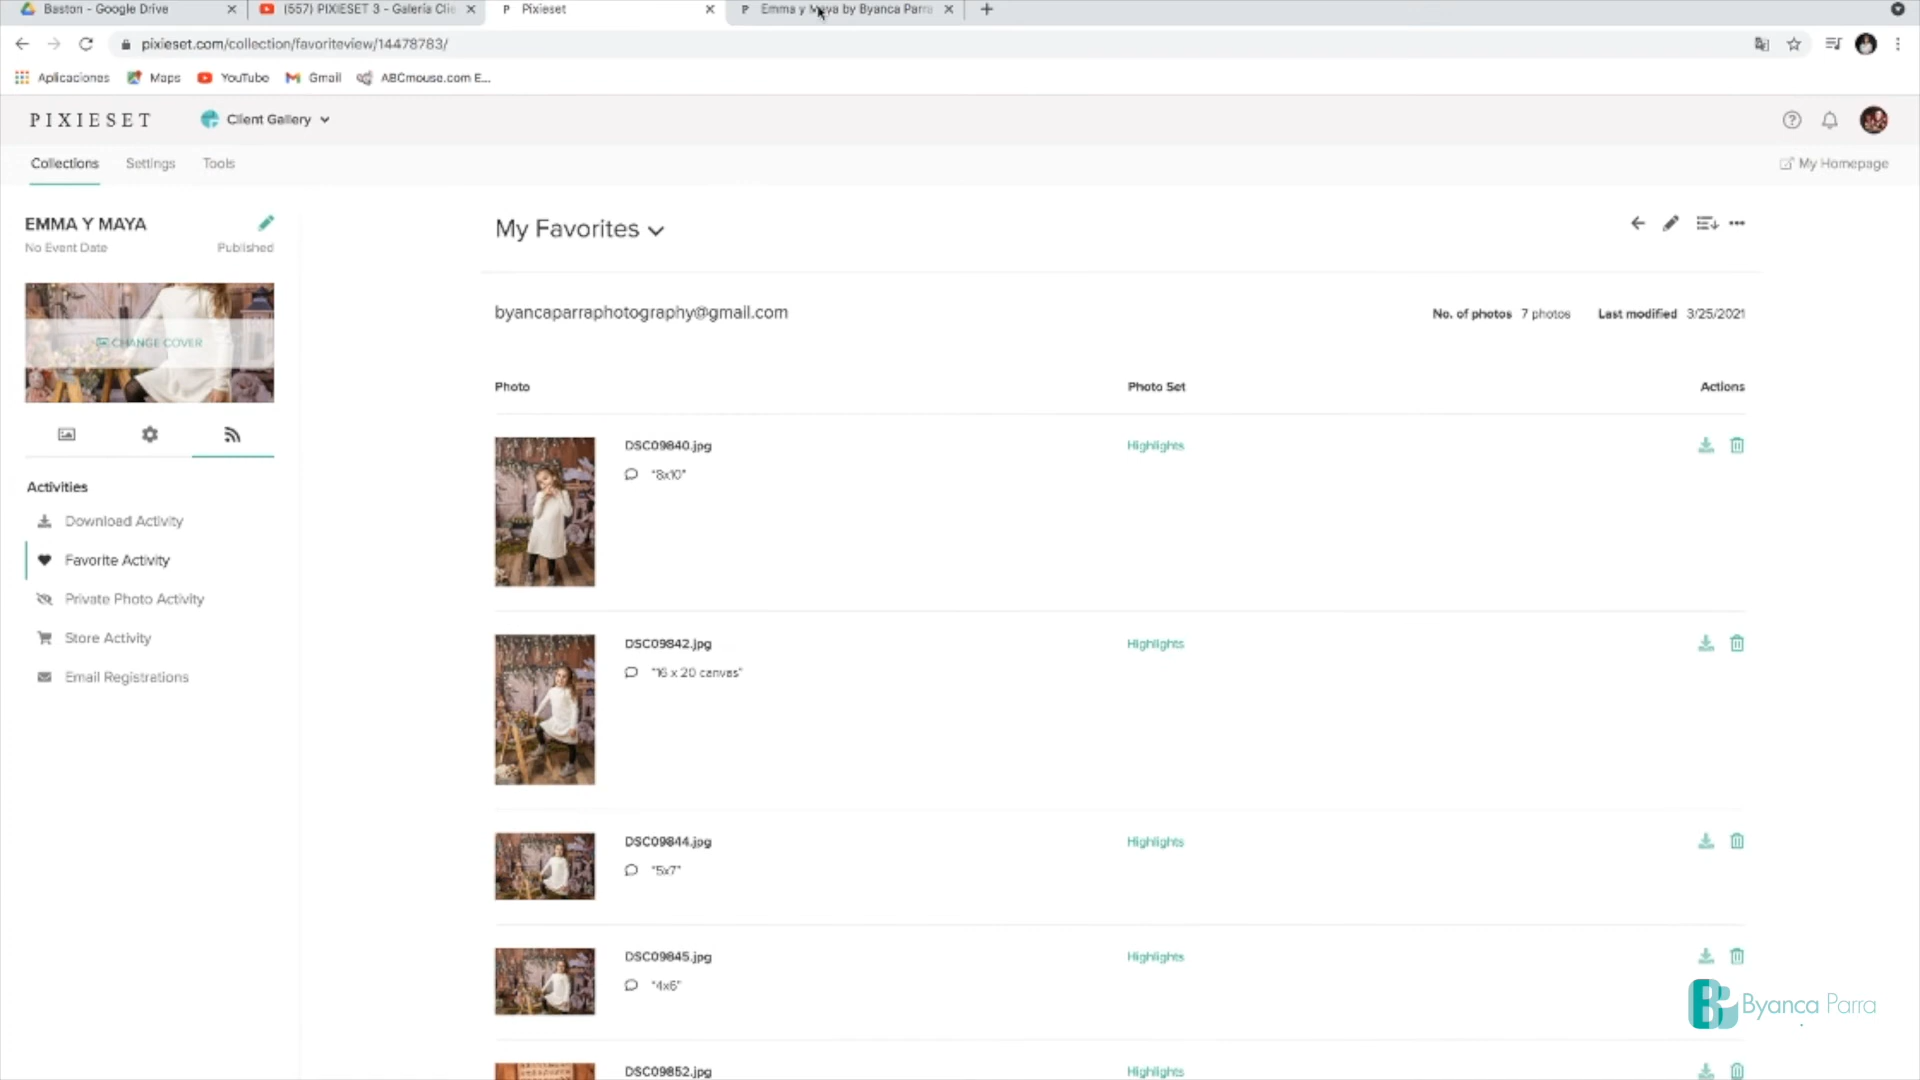 Baston - Google Drive
(557) PIXIESET 3 - Galería Clie
Pixieset
Emma y Maya by Byanca Parra
pixieset.com/collection/favoriteview/14478783/
Aplicaciones
Maps
YouTube
Gmail
ABCmouse.com E...
PIXIESET
Client Gallery
Collections
Settings
Tools
My Homepage
EMMA Y MAYA
No Event Date
Published
CHANGE COVER
Activities
Download Activity
Favorite Activity
Private Photo Activity
Store Activity
Email Registrations
My Favorites
byancaparraphotography@gmail.com
No. of photos 7 photos
Last modified 3/25/2021
Photo
Photo Set
Actions
DSC09840.jpg
Highlights
"8x10"
DSC09842.jpg
Highlights
"16 x 20 canvas"
DSC09844.jpg
Highlights
"5x7"
DSC09845.jpg
Highlights
"4x6"
DSC09852.jpg
Highlights
Byanca Parra